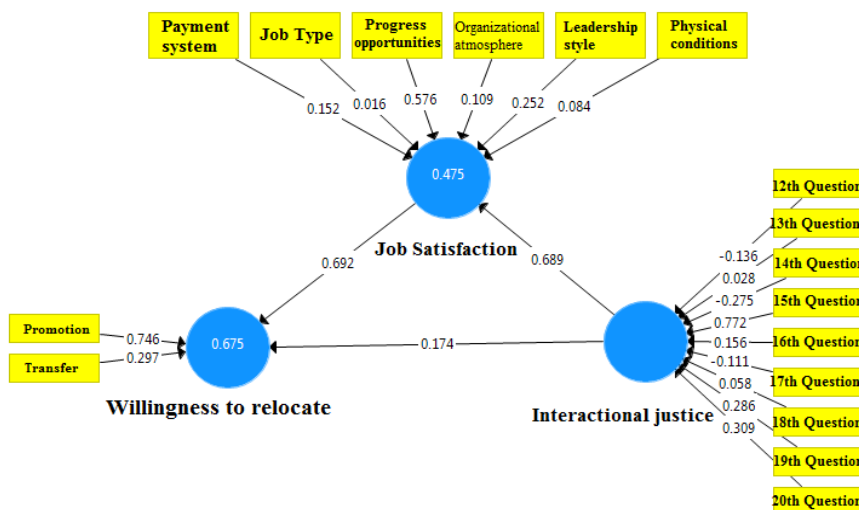 Payment
system
Job Type
Progress
opportunities
Organizational
atmosphere
Leadership
style
Physical
conditions
0.152
0.016
0.576
0.109
0.252
0.084
0.475
Job Satisfaction
0.692
0.689
Promotion
Transfer
0.746
0.297
0.675
Willingness to relocate
0.174
Interactional justice
-0.136
0.028
-0.275
0.772
0.156
-0.111
0.058
0.286
0.309
12th Question
13th Question
14th Question
15th Question
16th Question
17th Question
18th Question
19th Question
20th Question